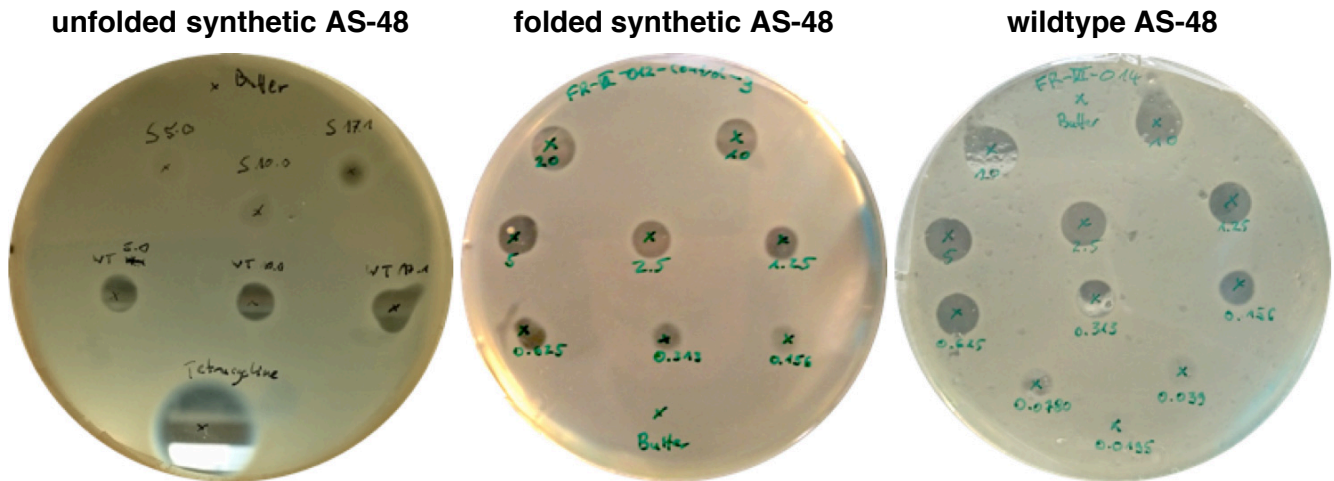 unfolded synthetic AS-48
folded synthetic AS-48
wildtype AS-48
Buffer
S 5.0
S 10.0
S 17.1
WT 5.0
WT 10.0
WT 17.1
Tetracycline
20
10
5
2.5
1.25
0.625
0.313
0.156
Buffer
FR-VII-014
Buffer
20
10
5
2.5
1.25
0.625
0.313
0.156
0.0780
0.039
0.0195